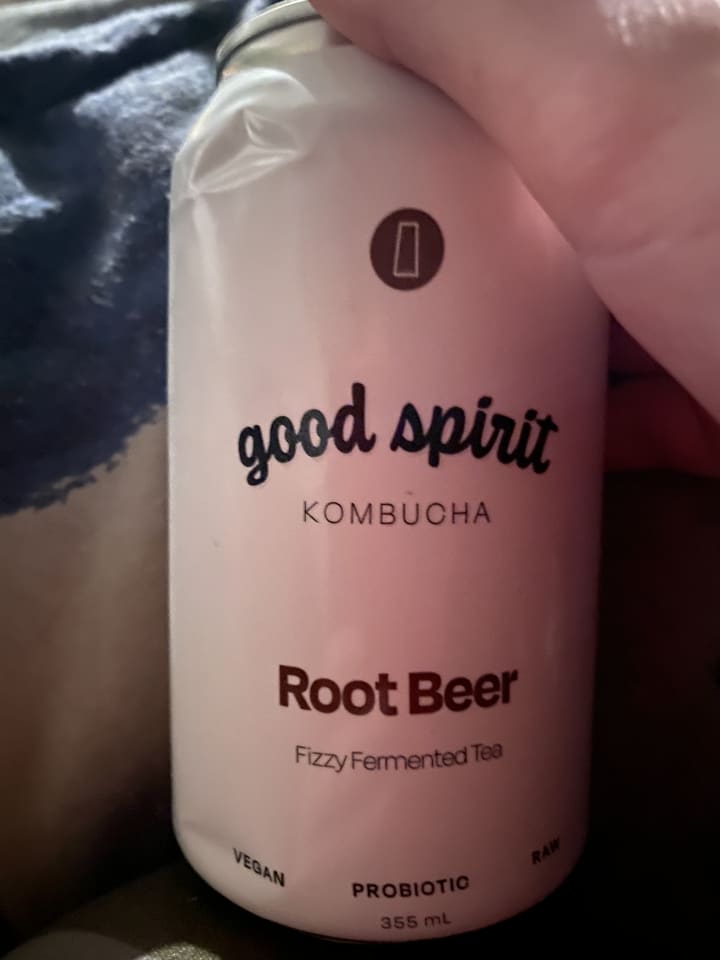 good spirit
KOMBUCHA
Root Beer
Fizzy Fermented Tea
VEGAN PROBIOTIC RAW
355 mL